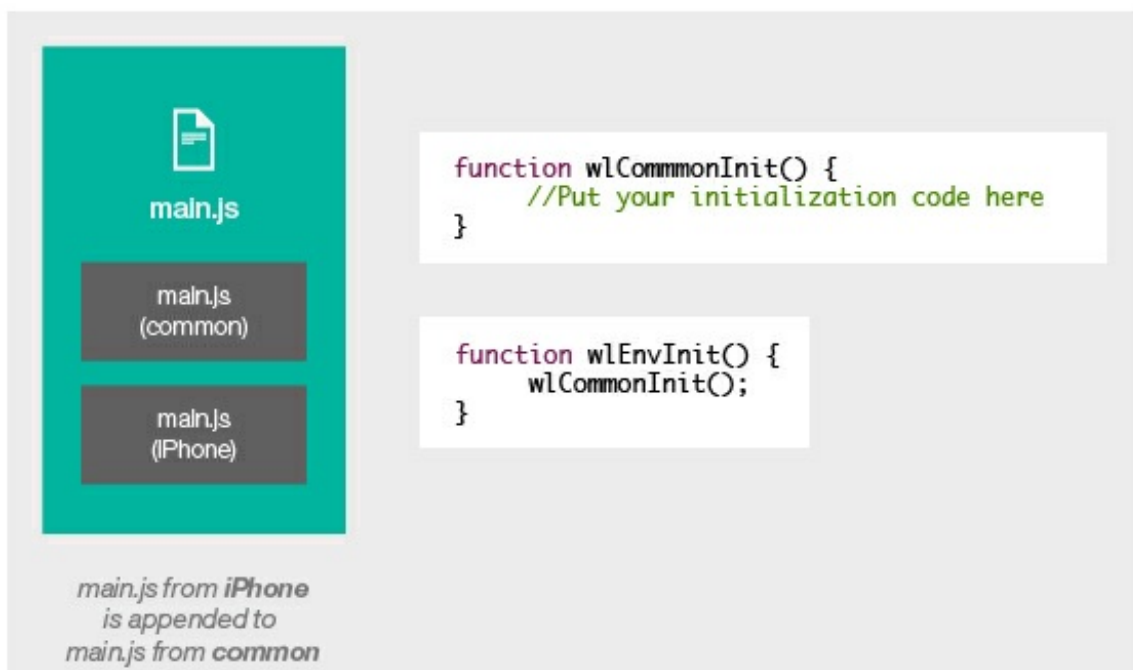 main.js
main.js
(common)
main.js
(iPhone)
main.js from iPhone
is appended to
main.js from common
function wlCommmonInit() {
//Put your initialization code here
}
function wlEnvInit() {
wlCommonInit();
}